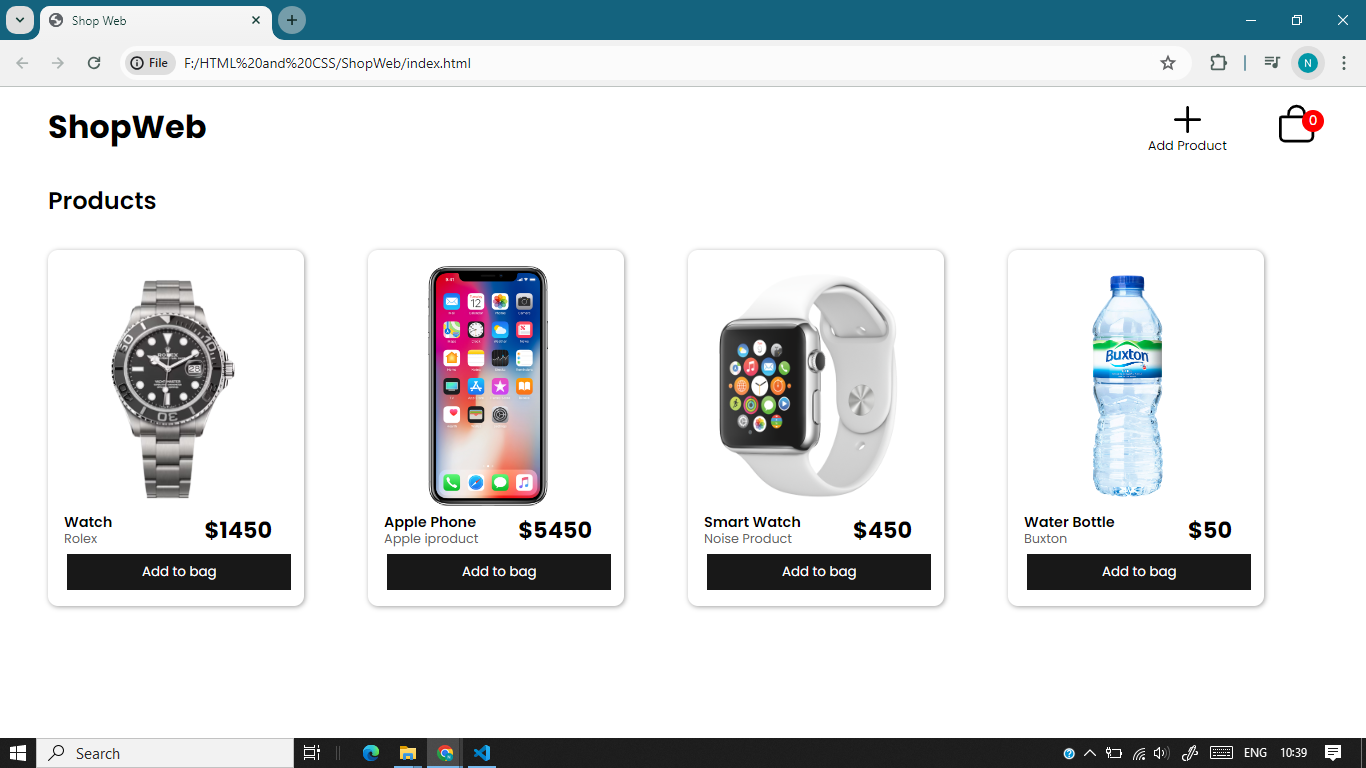 Shop Web
File F:/HTML%20and%20CSS/ShopWeb/index.html
N
ShopWeb
Add Product
0
Products
ROLEX
Buxton
Watch
Rolex
$1450
Add to bag
Apple Phone
Apple iproduct
$5450
Add to bag
Smart Watch
Noise Product
$450
Add to bag
Water Bottle
Buxton
$50
Add to bag
Search
ENG
10:39